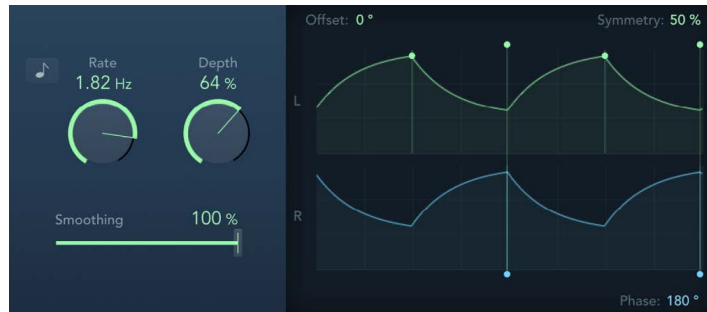 Offset: 0 °
Symmetry: 50 %
Rate
1.82 Hz
Depth
64 %
L
Smoothing 100 %
R
Phase: 180 °